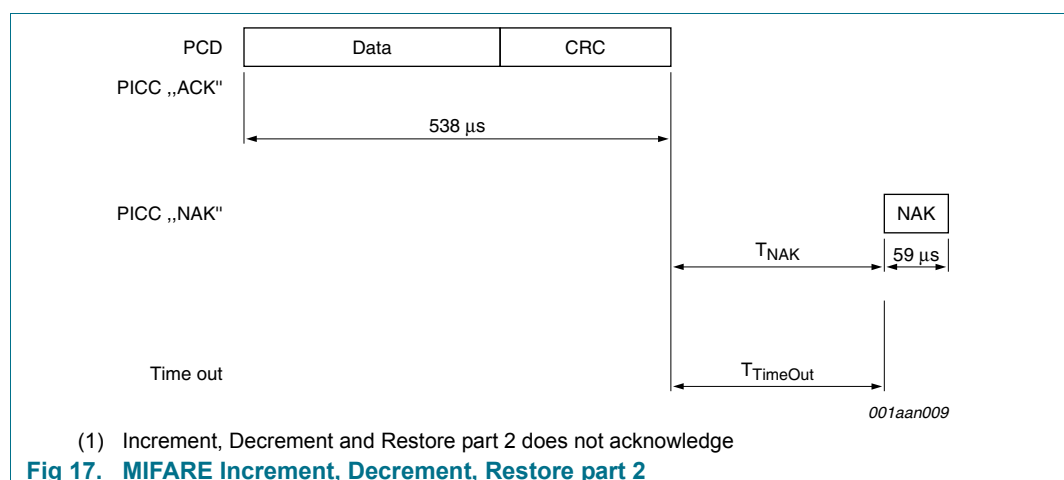 PCD Data CRC
PICC ,,ACK"
538 μs
PICC ,,NAK" NAK
TNAK 59 μs
Time out TTimeOut
001aan009
(1) Increment, Decrement and Restore part 2 does not acknowledge
Fig 17. MIFARE Increment, Decrement, Restore part 2